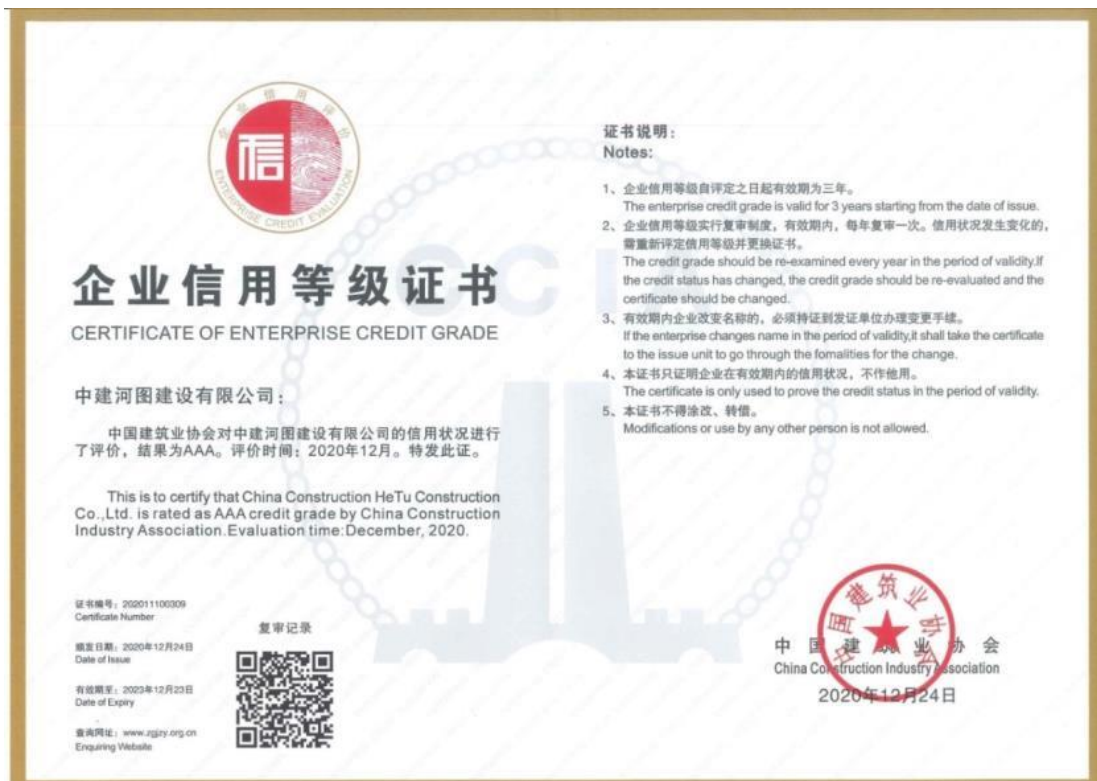 企业信用评价
信
ENTERPRISE CREDIT EVALUATION
企业信用等级证书
CERTIFICATE OF ENTERPRISE CREDIT GRADE
中建河图建设有限公司：
中国建筑业协会对中建河图建设有限公司的信用状况进行
了评价，结果为AAA。评价时间：2020年12月。特发此证。
This is to certify that China Construction HeTu Construction
Co.,Ltd. is rated as AAA credit grade by China Construction
Industry Association.Evaluation time:December, 2020.
证书编号：202011100309
Certificate Number
颁发日期：2020年12月24日
Date of Issue
有效期至：2023年12月23日
Date of Expiry
查询网址：www.zgjzy.org.cn
Enquiring Website
复审记录
证书说明：
Notes:
1、企业信用等级自评定之日起有效期为三年。
The enterprise credit grade is valid for 3 years starting from the date of issue.
2、企业信用等级实行复审制度，有效期内，每年复审一次。信用状况发生变化的，
需重新评定信用等级并更换证书。
The credit grade should be re-examined every year in the period of validity.If
the credit status has changed, the credit grade should be re-evaluated and the
certificate should be changed.
3、有效期内企业改变名称的，必须持证到发证单位办理变更手续。
If the enterprise changes name in the period of validity,it shall take the certificate
to the issue unit to go through the fomalities for the change.
4、本证书只证明企业在有效期内的信用状况，不作他用。
The certificate is only used to prove the credit status in the period of validity.
5、本证书不得涂改、转借。
Modifications or use by any other person is not allowed.
中国建筑业协会
中国建筑业协会
China Construction Industry Association
2020年12月24日